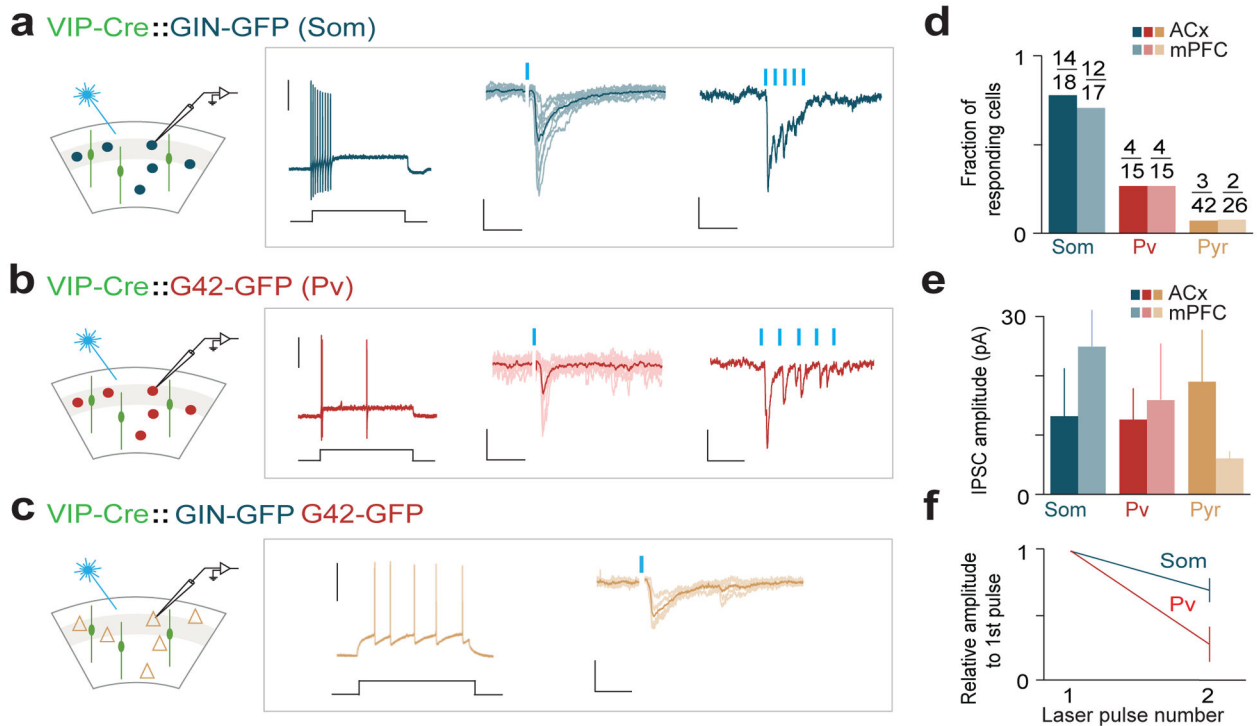 a VIP-Cre::GIN-GFP (Som)
b VIP-Cre::G42-GFP (Pv)
c VIP-Cre:: GIN-GFP G42-GFP
d
ACx
mPFC
Fraction of
responding cells
1
0
14
18
12
17
4
15
4
15
3
42
2
26
Som Pv Pyr
e
ACx
mPFC
IPSC amplitude (pA)
30
0
Som Pv Pyr
f
Relative amplitude
to 1st pulse
1
0
Som
Pv
1 2
Laser pulse number